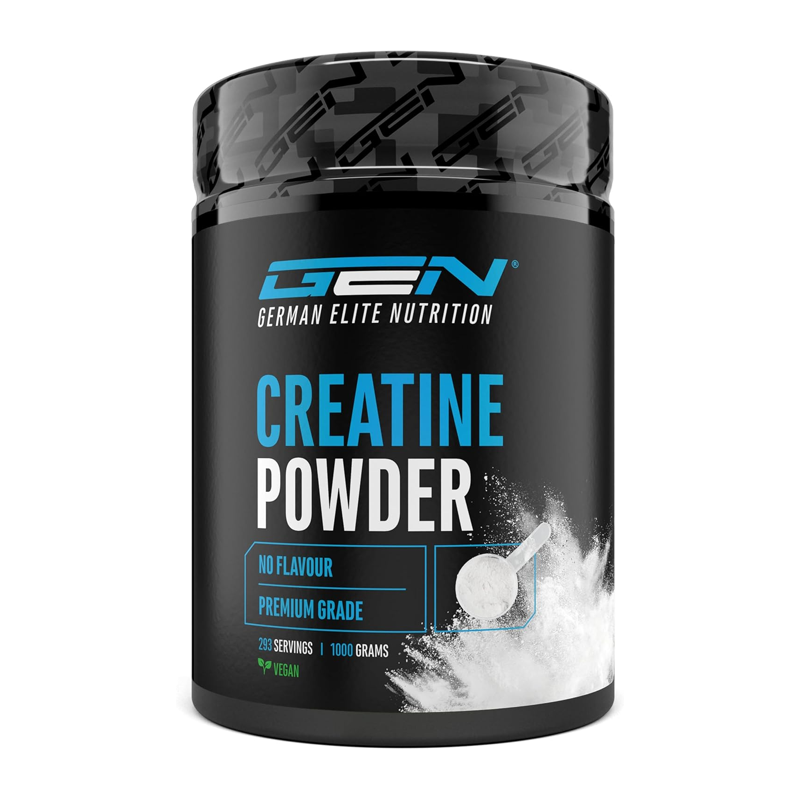 GEN®
GERMAN ELITE NUTRITION
CREATINE
POWDER
NO FLAVOUR
PREMIUM GRADE
293 SERVINGS | 1000 GRAMS
VEGAN